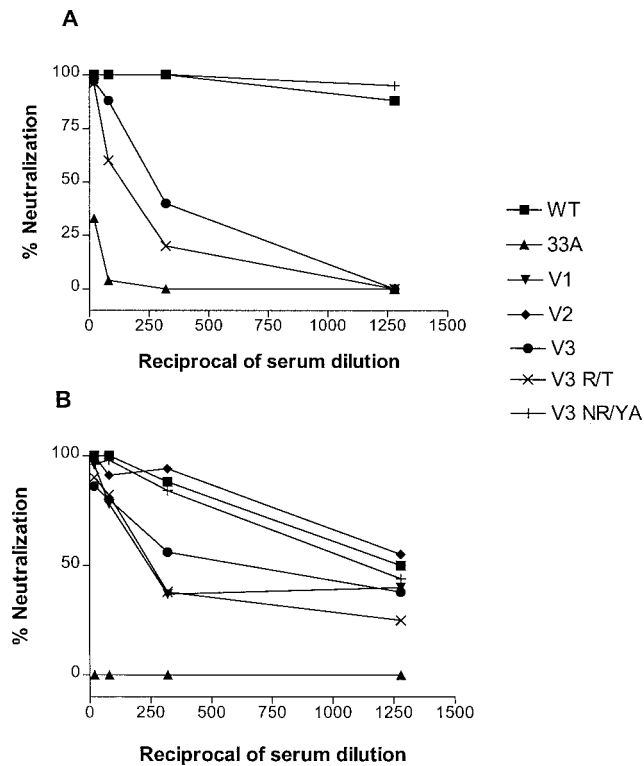 A
100
75
50
25
0
% Neutralization
0 250 500 750 1000 1250 1500
Reciprocal of serum dilution
WT
33A
V1
V2
V3
V3 R/T
V3 NR/YA
B
100
50
0
% Neutralization
0 250 500 750 1000 1250 1500
Reciprocal of serum dilution